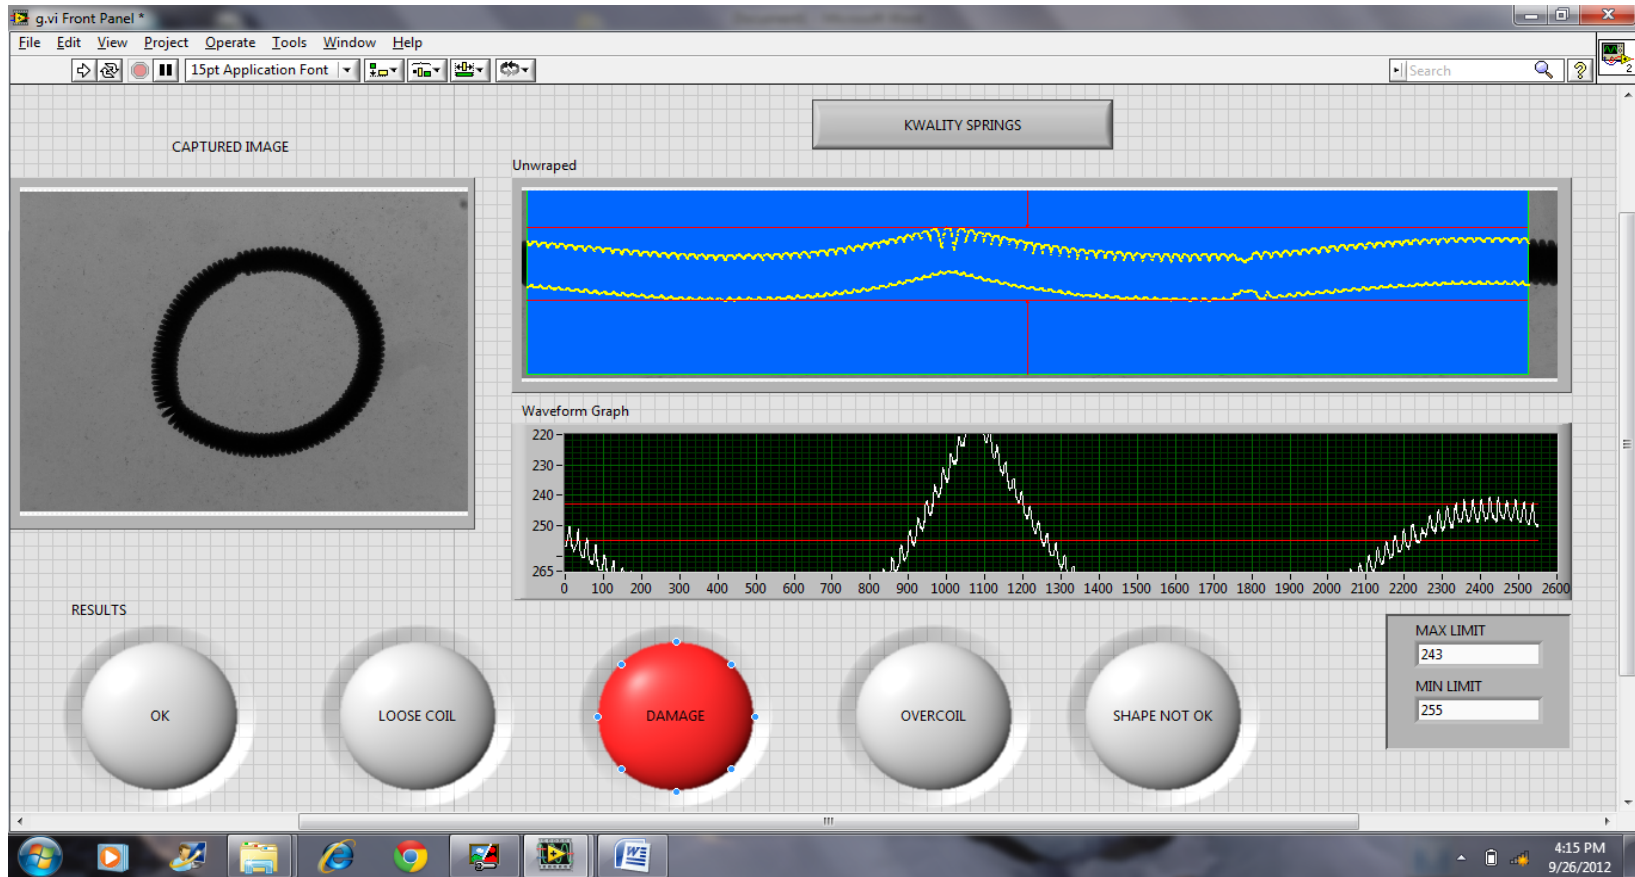 g.vi Front Panel *
File Edit View Project Operate Tools Window Help
15pt Application Font
Search
2
KWALITY SPRINGS
CAPTURED IMAGE
Unwraped
Waveform Graph
220
230
240
250
265
0 100 200 300 400 500 600 700 800 900 1000 1100 1200 1300 1400 1500 1600 1700 1800 1900 2000 2100 2200 2300 2400 2500 2600
RESULTS
OK
LOOSE COIL
DAMAGE
OVERCOIL
SHAPE NOT OK
MAX LIMIT
243
MIN LIMIT
255
4:15 PM
9/26/2012